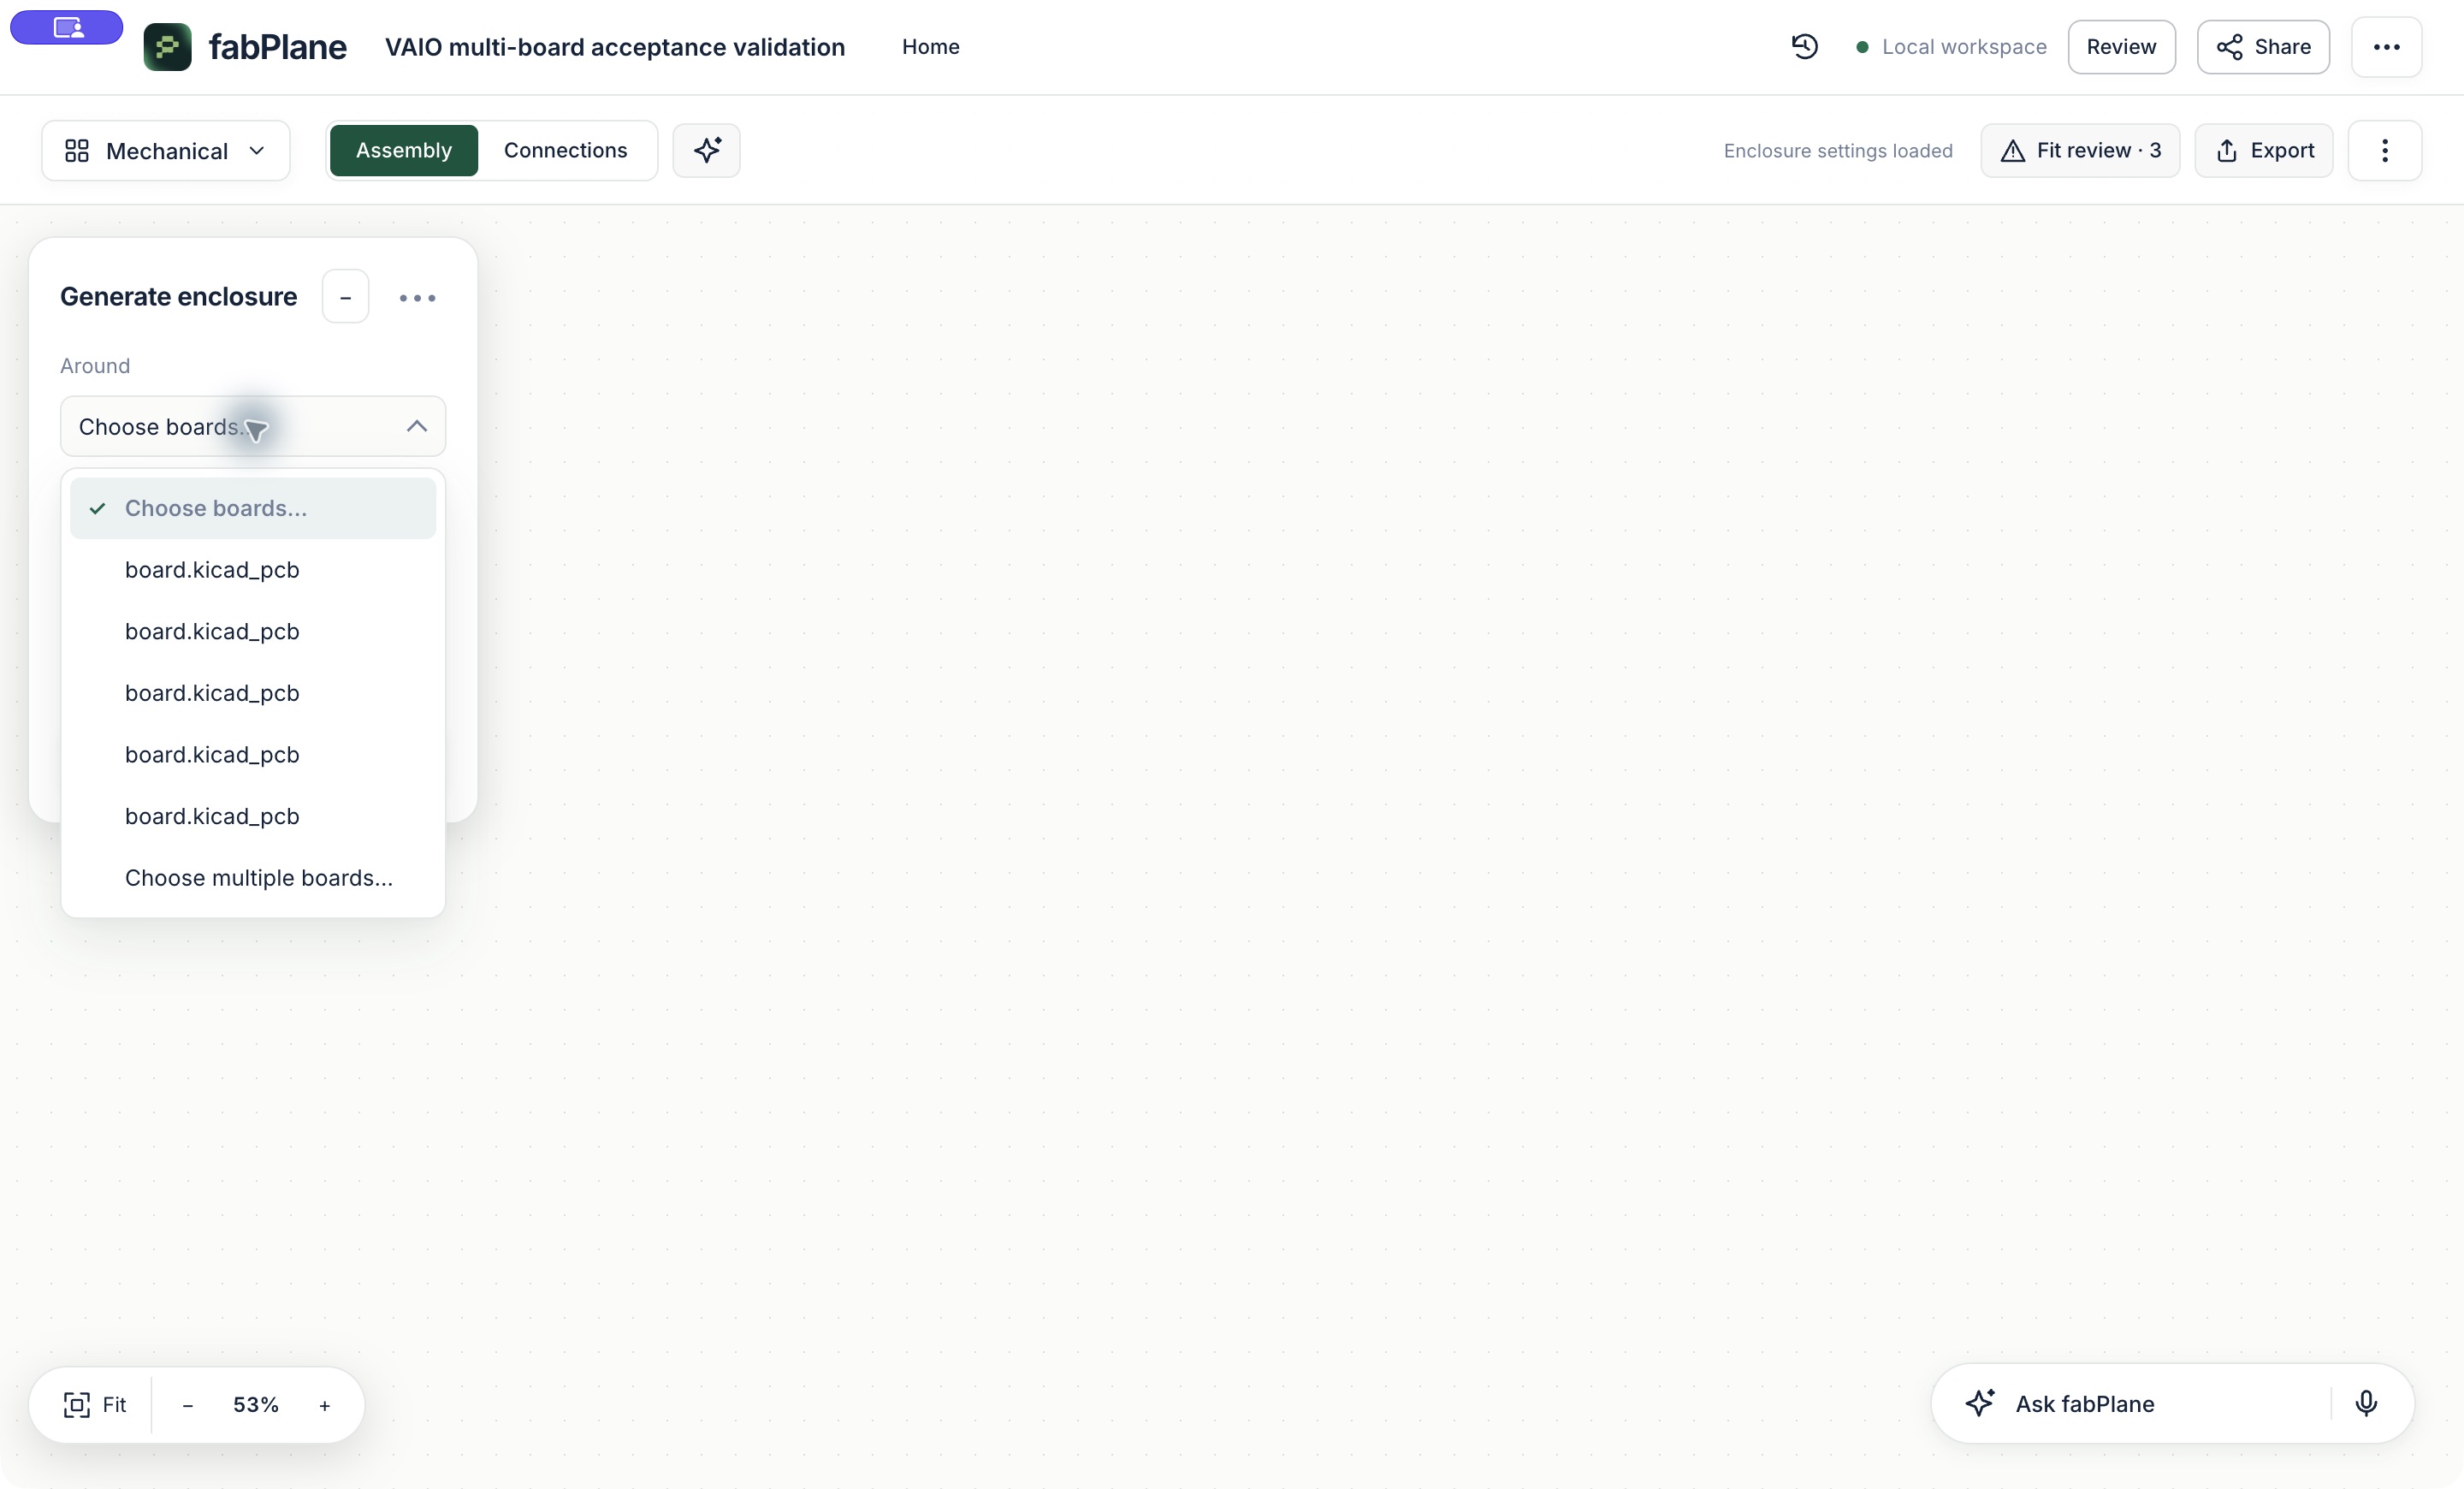 fabPlane
VAIO multi-board acceptance validation
Home
Local workspace
Review
Share
Mechanical
Assembly
Connections
Enclosure settings loaded
Fit review · 3
Export
Generate enclosure
Around
Choose boards...
Choose boards...
board.kicad_pcb
board.kicad_pcb
board.kicad_pcb
board.kicad_pcb
board.kicad_pcb
Choose multiple boards...
Fit
−
53%
+
Ask fabPlane